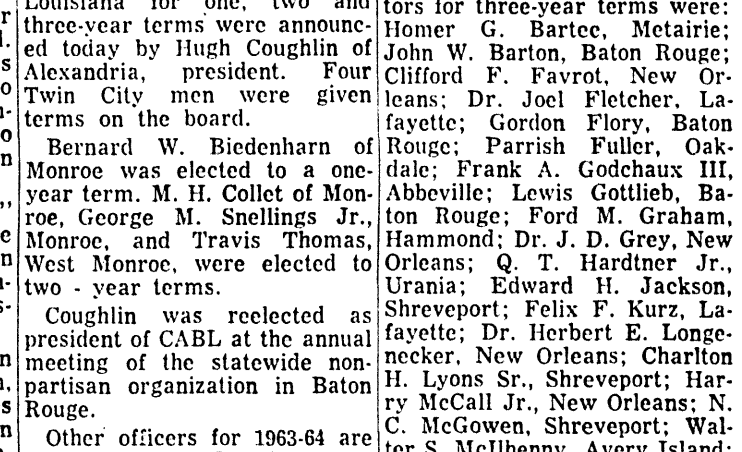 Louisiana for one, two and
three-year terms were announc-
ed today by Hugh Coughlin of
Alexandria, president. Four
Twin City men were given
terms on the board.
Bernard W. Biedenharn of
Monroe was elected to a one-
year term. M. H. Collet of Mon-
roe, George M. Snellings Jr.,
Monroe, and Travis Thomas,
West Monroe, were elected to
two - year terms.
Coughlin was reelected as
president of CABL at the annual
meeting of the statewide non-
partisan organization in Baton
Rouge.
Other officers for 1963-64 are
tors for three-year terms were:
Homer G. Bartee, Metairie;
John W. Barton, Baton Rouge;
Clifford F. Favrot, New Or-
leans; Dr. Joel Fletcher, La-
fayette; Gordon Flory, Baton
Rouge; Parrish Fuller, Oak-
dale; Frank A. Godchaux III,
Abbeville; Lewis Gottlieb, Ba-
ton Rouge; Ford M. Graham,
Hammond; Dr. J. D. Grey, New
Orleans; Q. T. Hardtner Jr.,
Urania; Edward H. Jackson,
Shreveport; Felix F. Kurz, La-
fayette; Dr. Herbert E. Longe-
necker, New Orleans; Charlton
H. Lyons Sr., Shreveport; Har-
ry McCall Jr., New Orleans; N.
C. McGowen, Shreveport; Wal-
ter S. McIlhenny, Avery Island;